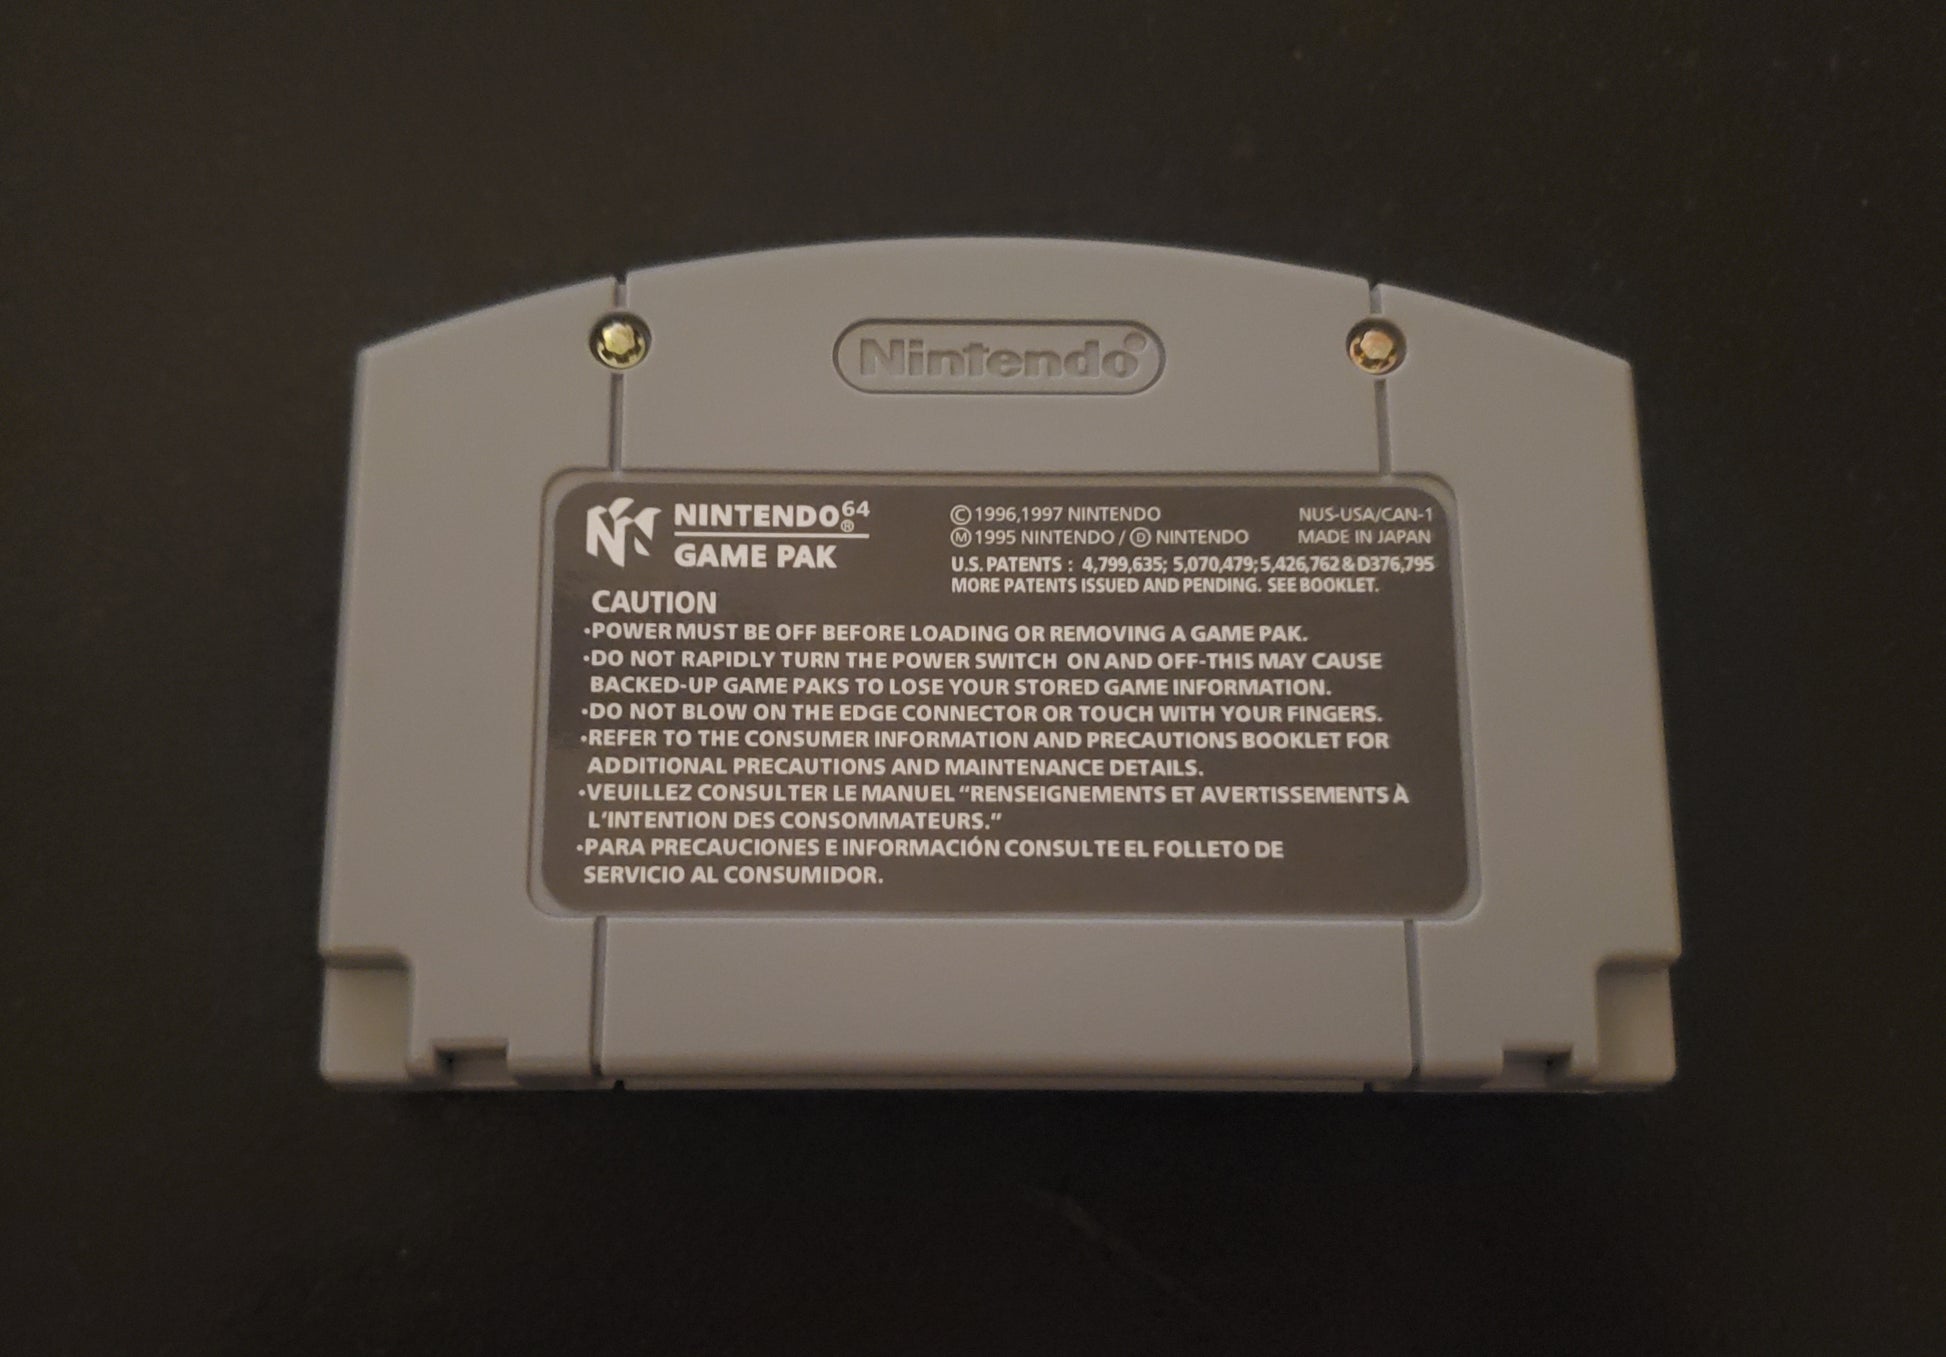 Nintendo
NINTENDO64®
GAME PAK
©1996,1997 NINTENDO
Ⓜ1995 NINTENDO / Ⓓ NINTENDO
NUS-USA/CAN-1
MADE IN JAPAN
U.S. PATENTS : 4,799,635; 5,070,479; 5,426,762 & D376,795
MORE PATENTS ISSUED AND PENDING. SEE BOOKLET.
CAUTION
·POWER MUST BE OFF BEFORE LOADING OR REMOVING A GAME PAK.
·DO NOT RAPIDLY TURN THE POWER SWITCH ON AND OFF-THIS MAY CAUSE
BACKED-UP GAME PAKS TO LOSE YOUR STORED GAME INFORMATION.
·DO NOT BLOW ON THE EDGE CONNECTOR OR TOUCH WITH YOUR FINGERS.
·REFER TO THE CONSUMER INFORMATION AND PRECAUTIONS BOOKLET FOR
ADDITIONAL PRECAUTIONS AND MAINTENANCE DETAILS.
·VEUILLEZ CONSULTER LE MANUEL “RENSEIGNEMENTS ET AVERTISSEMENTS À
L'INTENTION DES CONSOMMATEURS.”
·PARA PRECAUCIONES E INFORMACIÓN CONSULTE EL FOLLETO DE
SERVICIO AL CONSUMIDOR.